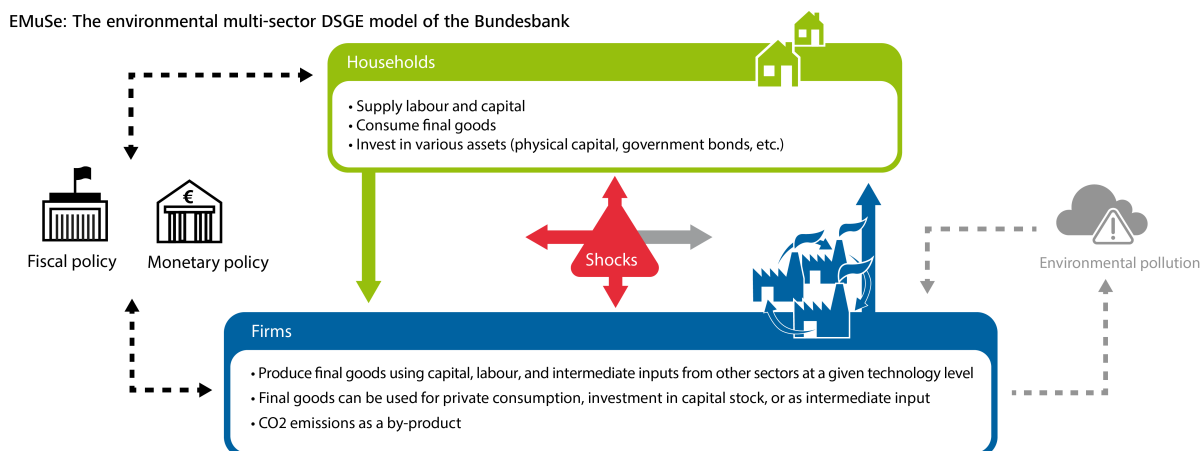 EMuSe: The environmental multi-sector DSGE model of the Bundesbank
Households
• Supply labour and capital
• Consume final goods
• Invest in various assets (physical capital, government bonds, etc.)
€
Fiscal policy
Monetary policy
Shocks
Environmental pollution
Firms
• Produce final goods using capital, labour, and intermediate inputs from other sectors at a given technology level
• Final goods can be used for private consumption, investment in capital stock, or as intermediate input
• CO2 emissions as a by-product